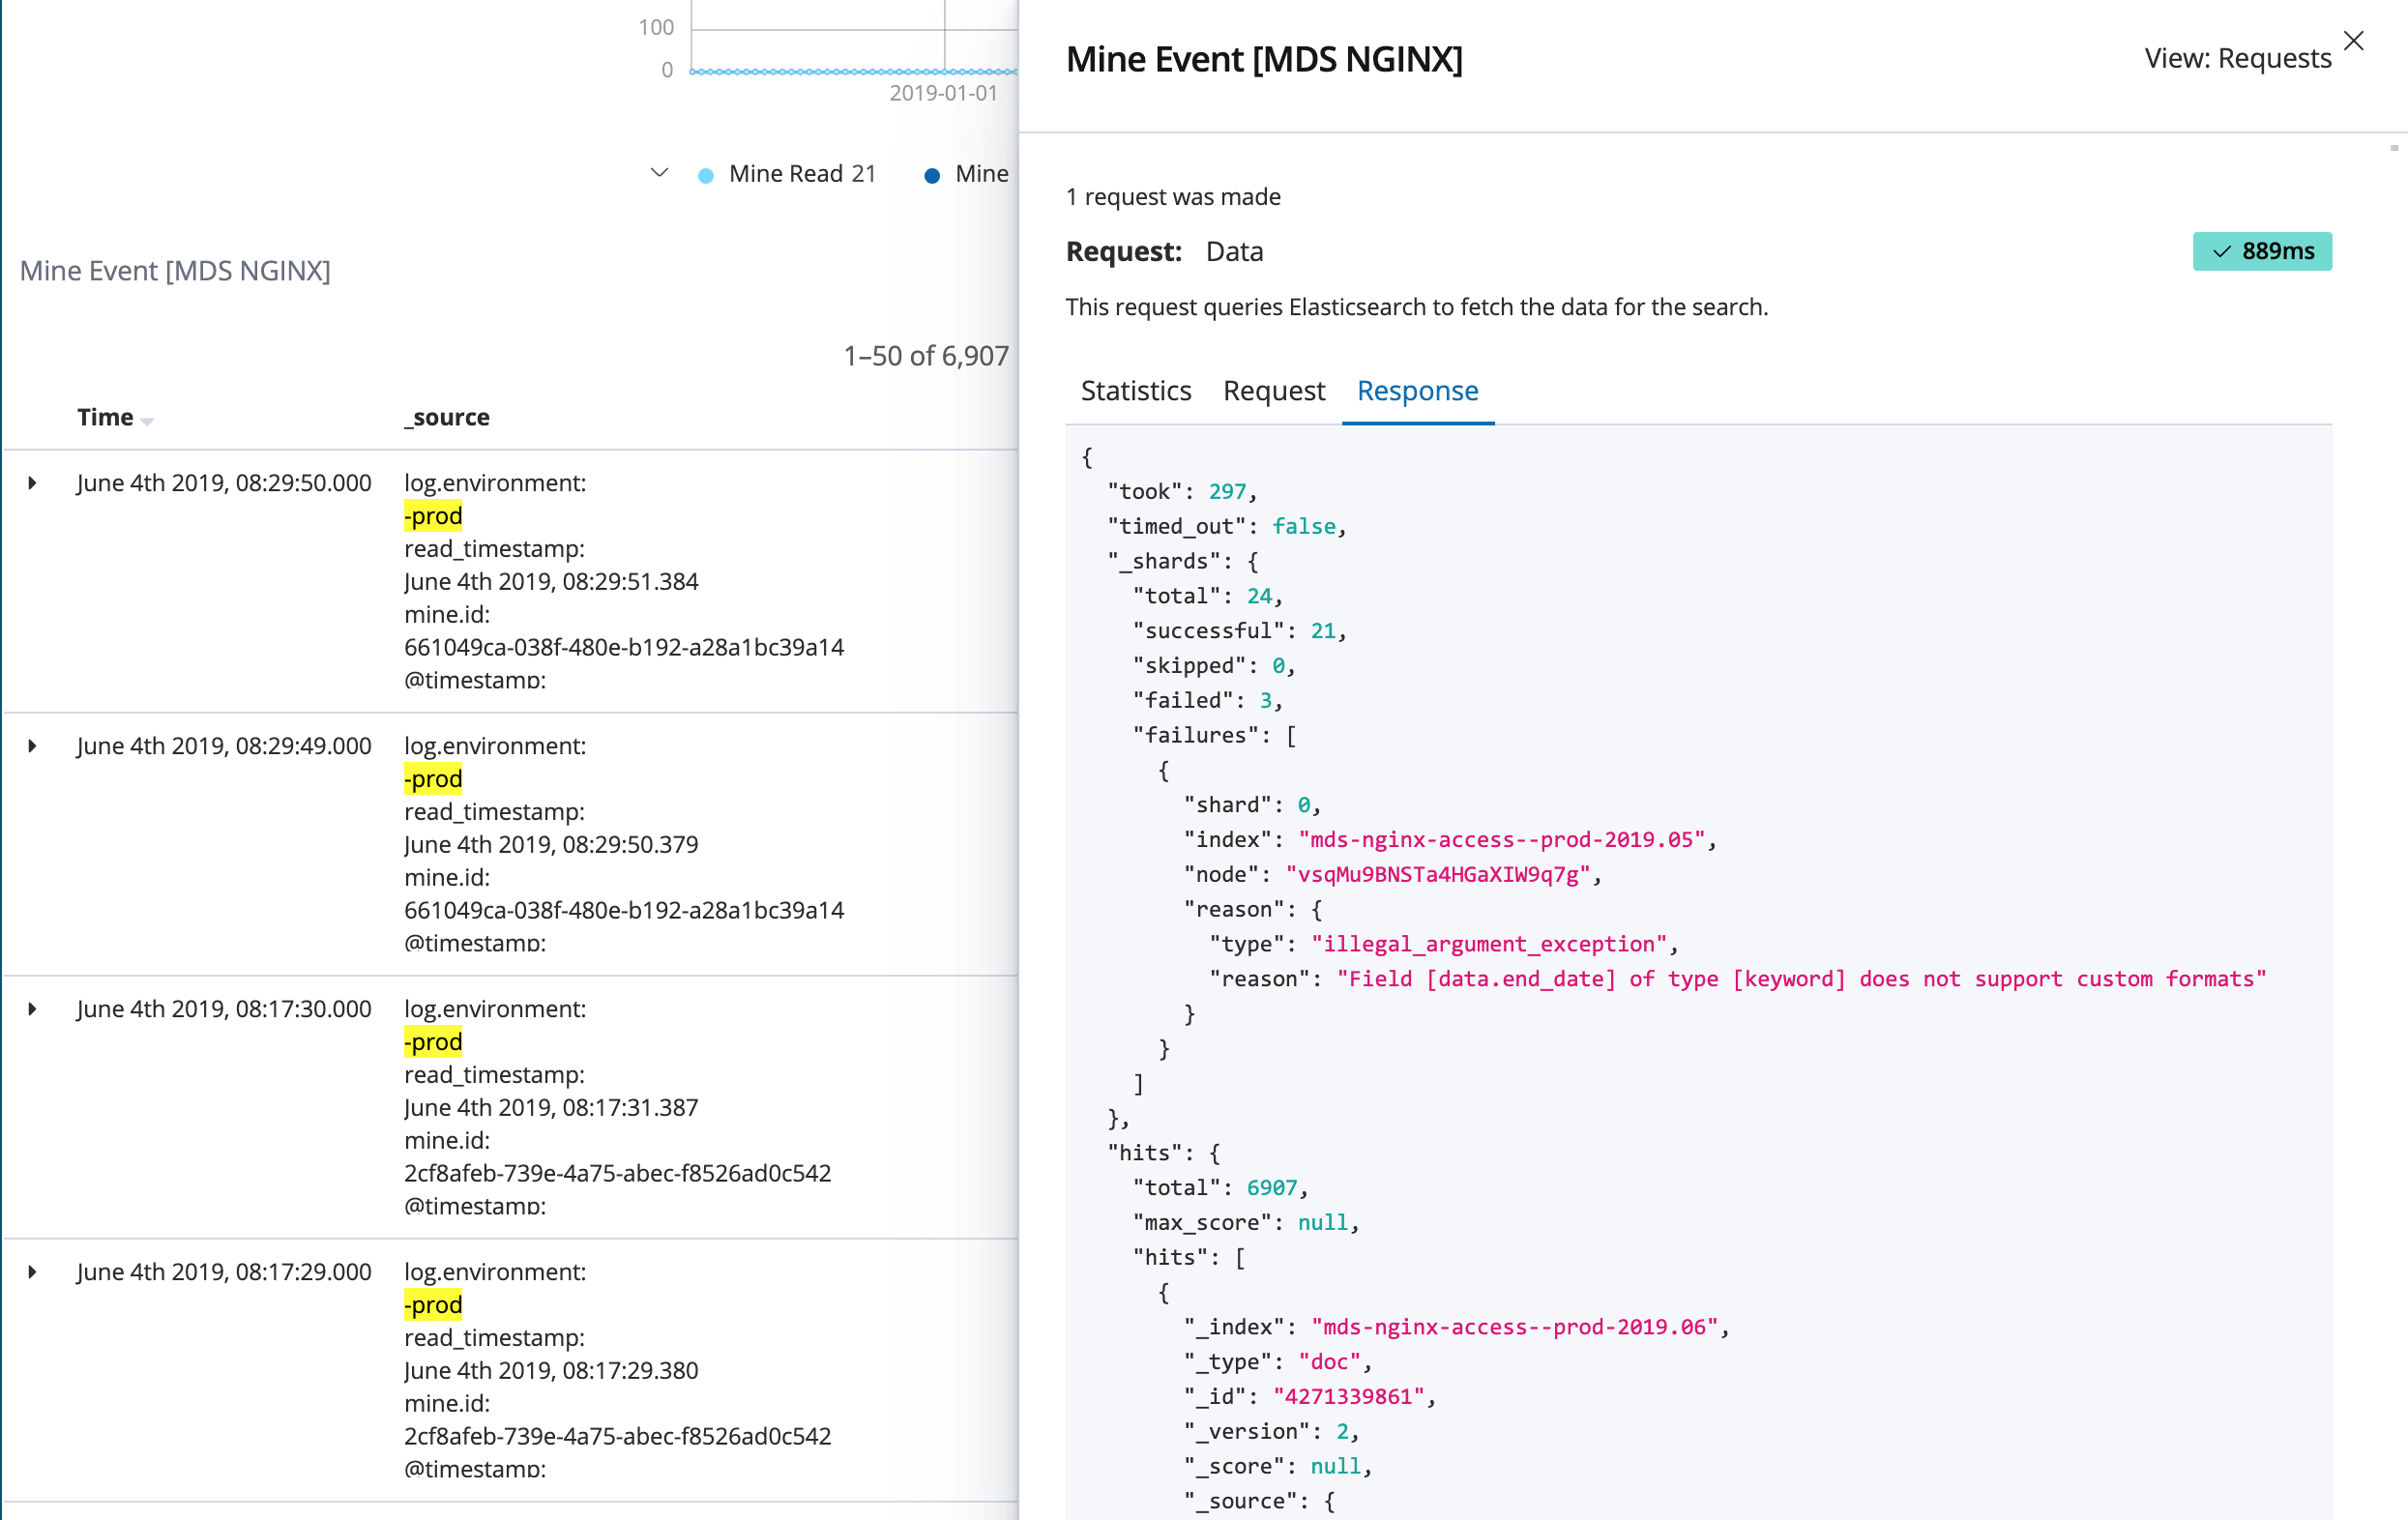 100
0
2019-01-01
Mine Read 21 Mine
Mine Event [MDS NGINX]
1–50 of 6,907
Time _source
June 4th 2019, 08:29:50.000 log.environment:
-prod
read_timestamp:
June 4th 2019, 08:29:51.384
mine.id:
661049ca-038f-480e-b192-a28a1bc39a14
@timestamp:
June 4th 2019, 08:29:49.000 log.environment:
-prod
read_timestamp:
June 4th 2019, 08:29:50.379
mine.id:
661049ca-038f-480e-b192-a28a1bc39a14
@timestamp:
June 4th 2019, 08:17:30.000 log.environment:
-prod
read_timestamp:
June 4th 2019, 08:17:31.387
mine.id:
2cf8afeb-739e-4a75-abec-f8526ad0c542
@timestamp:
June 4th 2019, 08:17:29.000 log.environment:
-prod
read_timestamp:
June 4th 2019, 08:17:29.380
mine.id:
2cf8afeb-739e-4a75-abec-f8526ad0c542
@timestamp:
Mine Event [MDS NGINX] View: Requests
1 request was made
Request: Data 889ms
This request queries Elasticsearch to fetch the data for the search.
Statistics Request Response
{
"took": 297,
"timed_out": false,
"_shards": {
"total": 24,
"successful": 21,
"skipped": 0,
"failed": 3,
"failures": [
{
"shard": 0,
"index": "mds-nginx-access--prod-2019.05",
"node": "vsqMu9BNSTa4HGaXIW9q7g",
"reason": {
"type": "illegal_argument_exception",
"reason": "Field [data.end_date] of type [keyword] does not support custom formats"
}
}
]
},
"hits": {
"total": 6907,
"max_score": null,
"hits": [
{
"_index": "mds-nginx-access--prod-2019.06",
"_type": "doc",
"_id": "4271339861",
"_version": 2,
"_score": null,
"_source": {